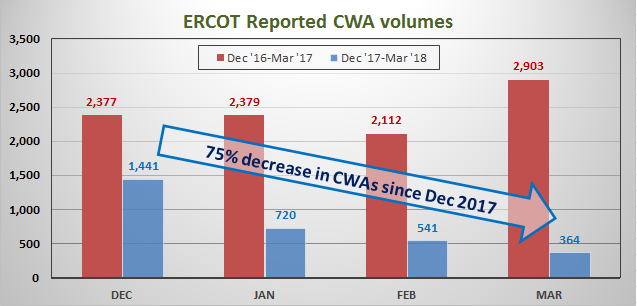 ERCOT Reported CWA volumes
3,500
3,000
2,500
2,000
1,500
1,000
500
0
Dec '16-Mar '17
Dec '17-Mar '18
2,377
1,441
2,379
720
2,112
541
2,903
364
75% decrease in CWAs since Dec 2017
DEC
JAN
FEB
MAR